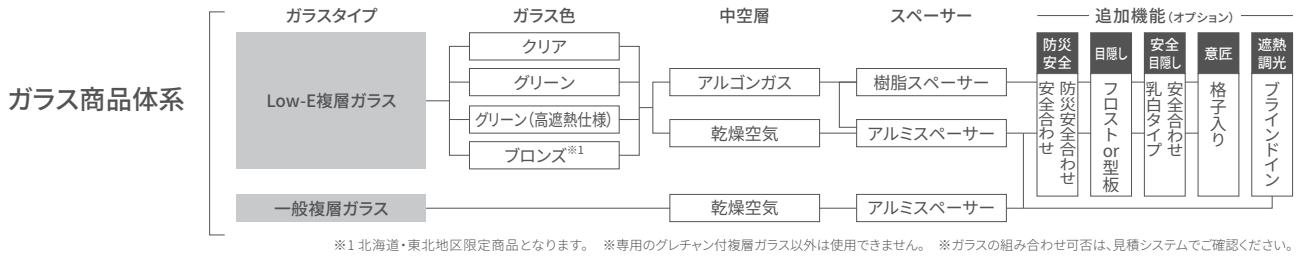 ガラス商品体系
ガラスタイプ
ガラス色
中空層
スペーサー
追加機能(オプション)
Low-E複層ガラス
クリア
グリーン
グリーン(高遮熱仕様)
ブロンズ※1
アルゴンガス
乾燥空気
樹脂スペーサー
アルミスペーサー
一般複層ガラス
乾燥空気
アルミスペーサー
防災
安全
防災安全合わせ
安全合わせ
目隠し
フロストor型板
安全
目隠し
安全合わせ
乳白タイプ
意匠
格子入り
遮熱
調光
ブラインドイン
※1 北海道・東北地区限定商品となります。 ※専用のグレチャン付複層ガラス以外は使用できません。 ※ガラスの組み合わせ可否は、見積システムでご確認ください。